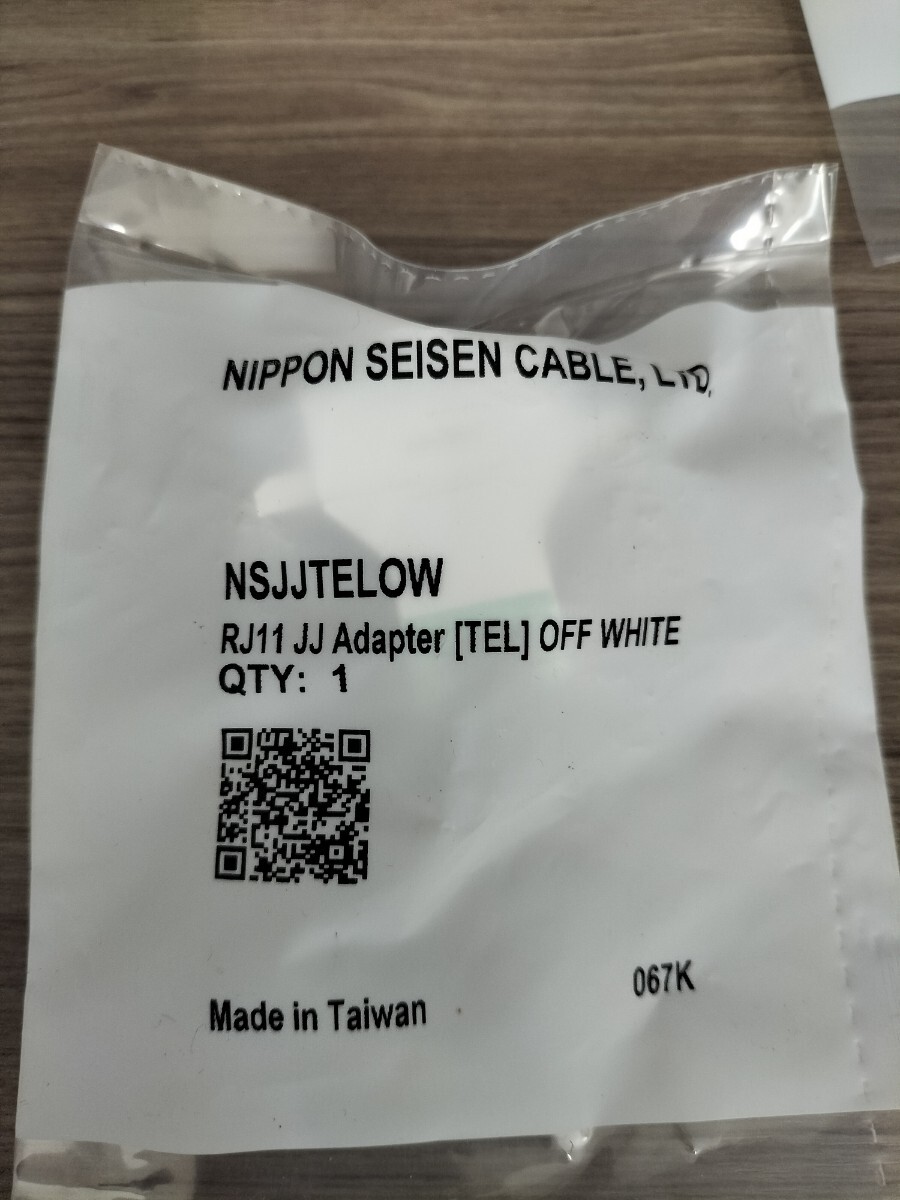 NIPPON SEISEN CABLE, LTD,
NSJJTELOW
RJ11 JJ Adapter [TEL] OFF WHITE
QTY: 1
067K
Made in Taiwan